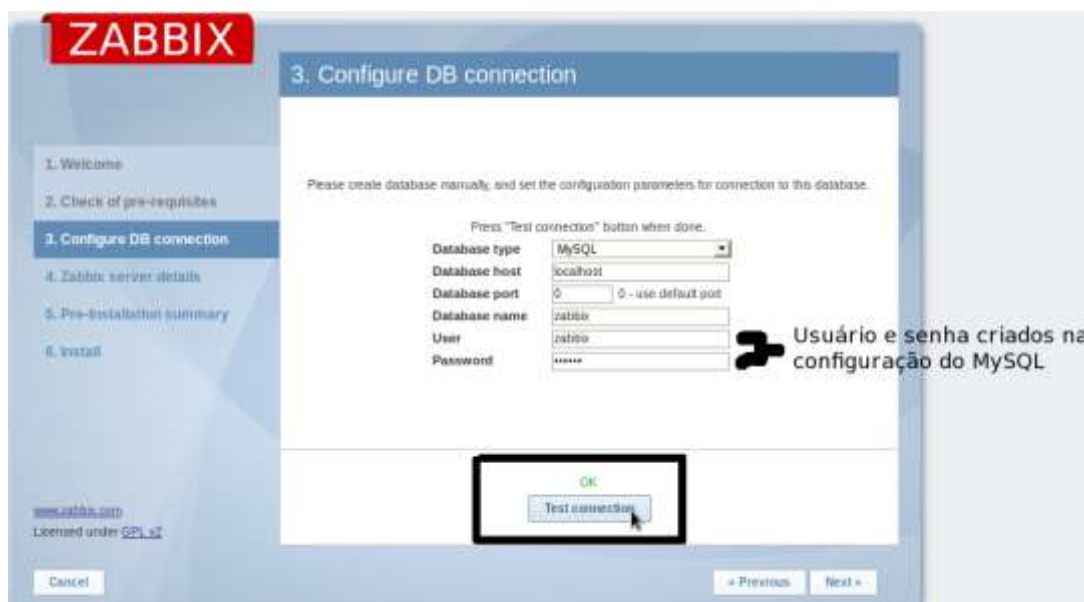 ZABBIX
3. Configure DB connection
1. Welcome
2. Check of pre-requisites
3. Configure DB connection
4. Zabbix server details
5. Pre-Installation summary
6. Install
Please create database manually, and set the configuration parameters for connection to this database.
Press "Test connection" button when done.
Database type MySQL
Database host localhost
Database port 0 0 - use default port
Database name zabbix
User zabbix
Password ••••••
Usuário e senha criados na
configuração do MySQL
OK
Test connection
www.zabbix.com
Licensed under GPL v2
Cancel
« Previous
Next »